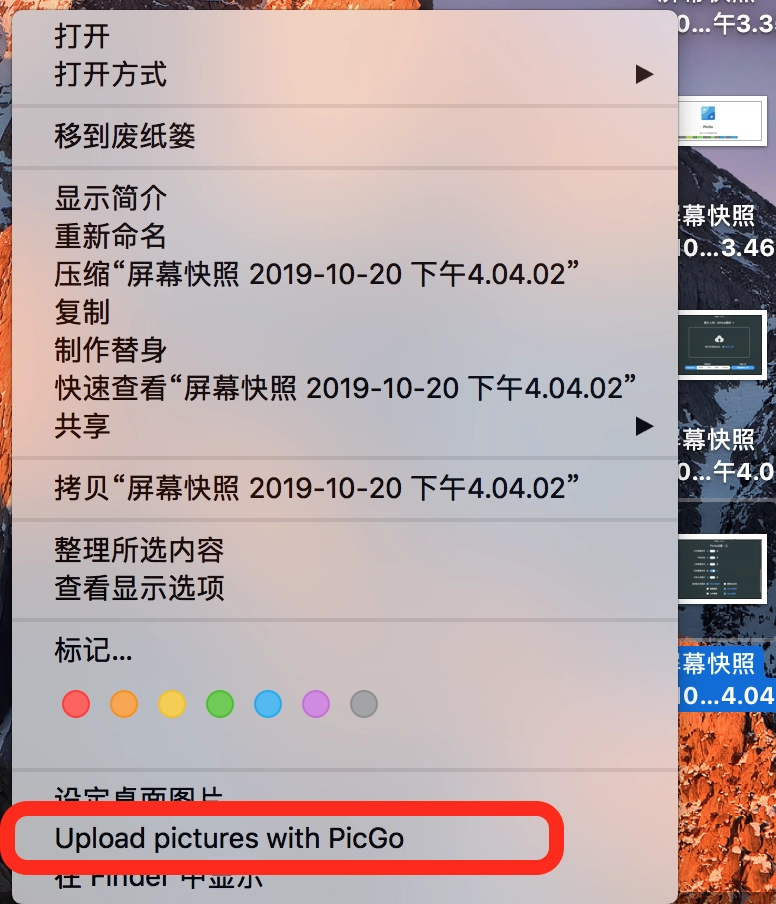 打开
打开方式
移到废纸篓
显示简介
重新命名
压缩“屏幕快照 2019-10-20 下午4.04.02”
复制
制作替身
快速查看“屏幕快照 2019-10-20 下午4.04.02”
共享
拷贝“屏幕快照 2019-10-20 下午4.04.02”
整理所选内容
查看显示选项
标记...
设定桌面图片
Upload pictures with PicGo
在 Finder 中显示
0...午3.3
幕快照
0...3.46
幕快照
0...午4.0
幕快照
0...4.04